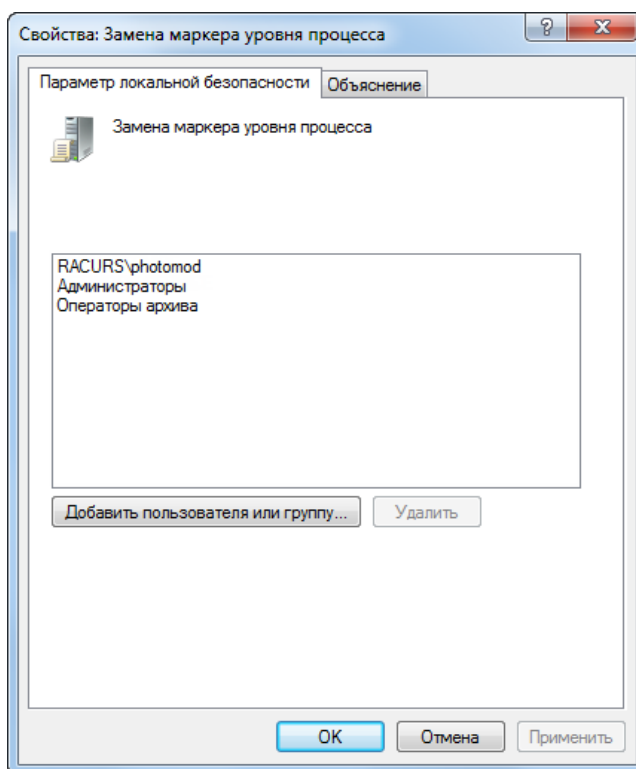 Свойства: Замена маркера уровня процесса
Параметр локальной безопасности
Объяснение
Замена маркера уровня процесса
RACURS\photomod
Администраторы
Операторы архива
Добавить пользователя или группу...
Удалить
OK
Отмена
Применить